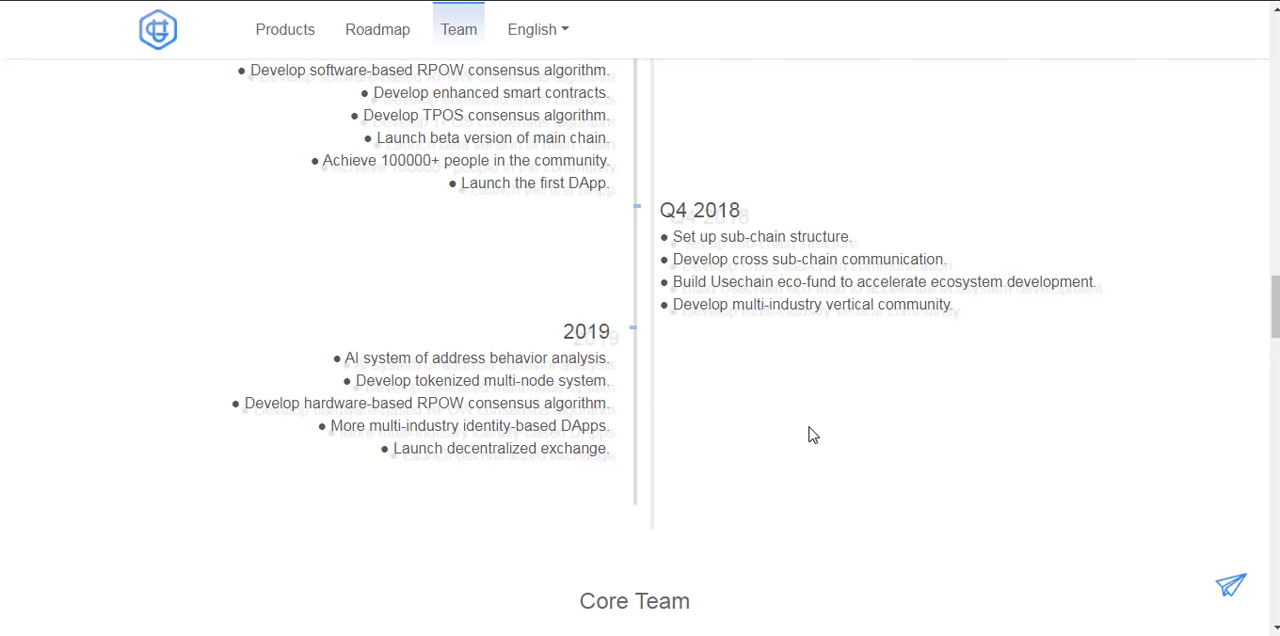 Products Roadmap Team English
● Develop software-based RPOW consensus algorithm.
● Develop enhanced smart contracts.
● Develop TPOS consensus algorithm.
● Launch beta version of main chain.
● Achieve 100000+ people in the community.
● Launch the first DApp.
Q4 2018
● Set up sub-chain structure.
● Develop cross sub-chain communication.
● Build Usechain eco-fund to accelerate ecosystem development.
● Develop multi-industry vertical community.
2019
● AI system of address behavior analysis.
● Develop tokenized multi-node system.
● Develop hardware-based RPOW consensus algorithm.
● More multi-industry identity-based DApps.
● Launch decentralized exchange.
Core Team